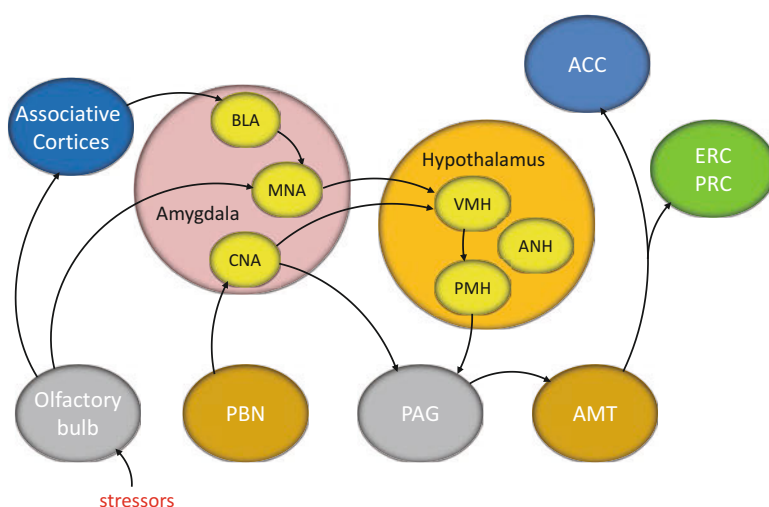 ACC
Associative
Cortices
BLA
ERC
PRC
Hypothalamus
MNA
VMH
Amygdala
ANH
CNA
PMH
Olfactory
bulb
PBN
PAG
AMT
stressors